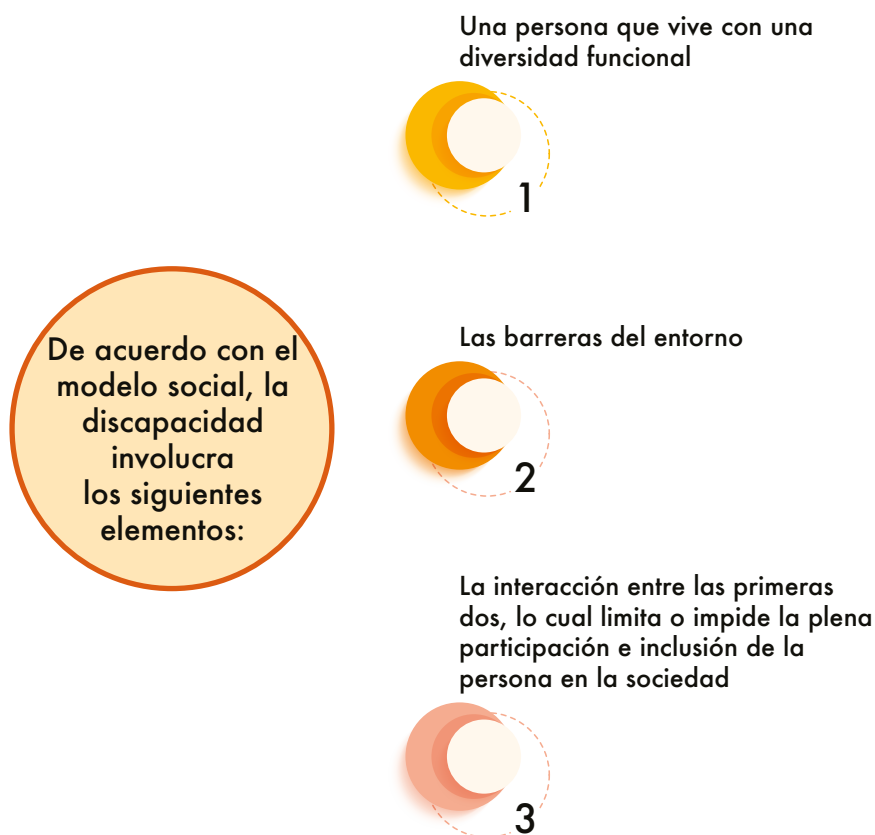 De acuerdo con el
modelo social, la
discapacidad
involucra
los siguientes
elementos:
Una persona que vive con una
diversidad funcional
1
Las barreras del entorno
2
La interacción entre las primeras
dos, lo cual limita o impide la plena
participación e inclusión de la
persona en la sociedad
3